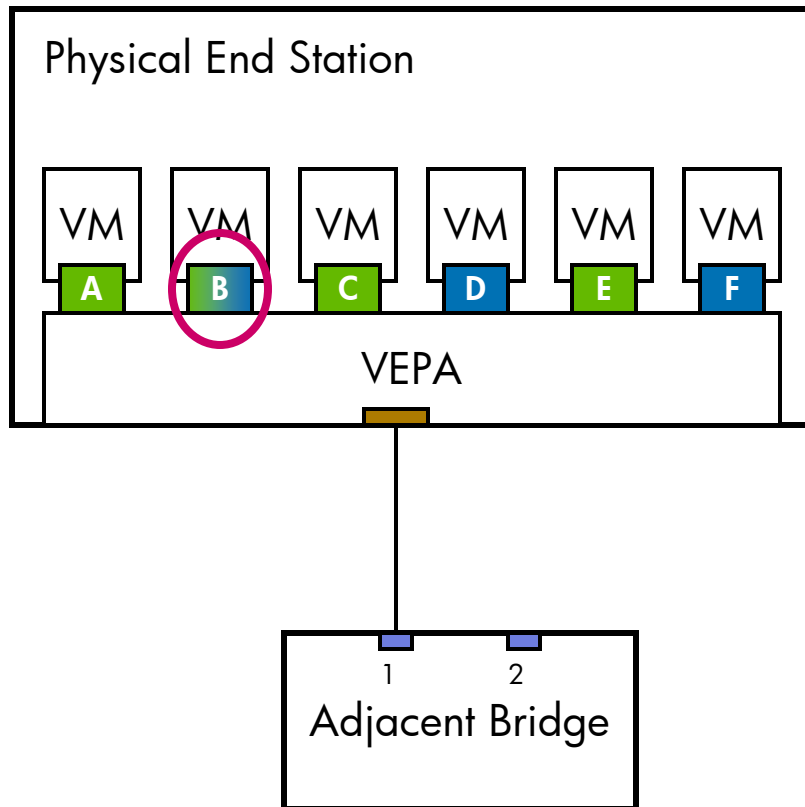 Physical End Station
VM VM VM VM VM VM
A B C D E F
VEPA
1 2
Adjacent Bridge